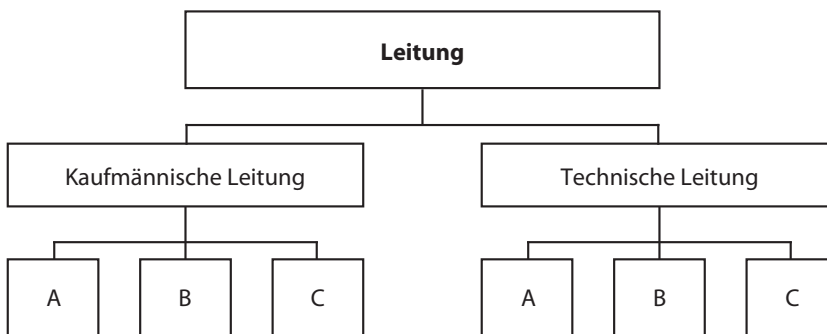 Leitung
Kaufmännische Leitung
Technische Leitung
A
B
C
A
B
C